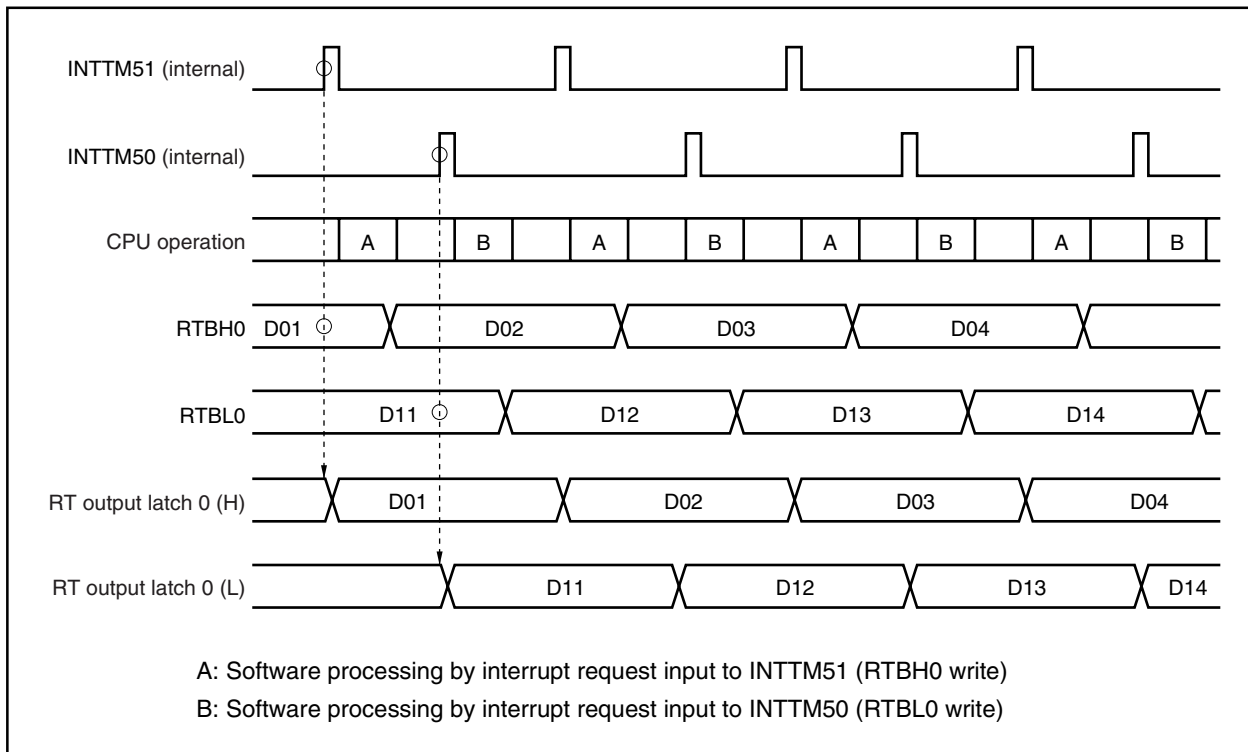 INTTM51 (internal)
INTTM50 (internal)
CPU operation A B A B A B A B
RTBH0 D01 D02 D03 D04
RTBL0 D11 D12 D13 D14
RT output latch 0 (H) D01 D02 D03 D04
RT output latch 0 (L) D11 D12 D13 D14
A: Software processing by interrupt request input to INTTM51 (RTBH0 write)
B: Software processing by interrupt request input to INTTM50 (RTBL0 write)